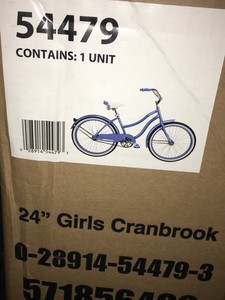 54479
CONTAINS: 1 UNIT
24" Girls Cranbrook
0-28914-54479-3